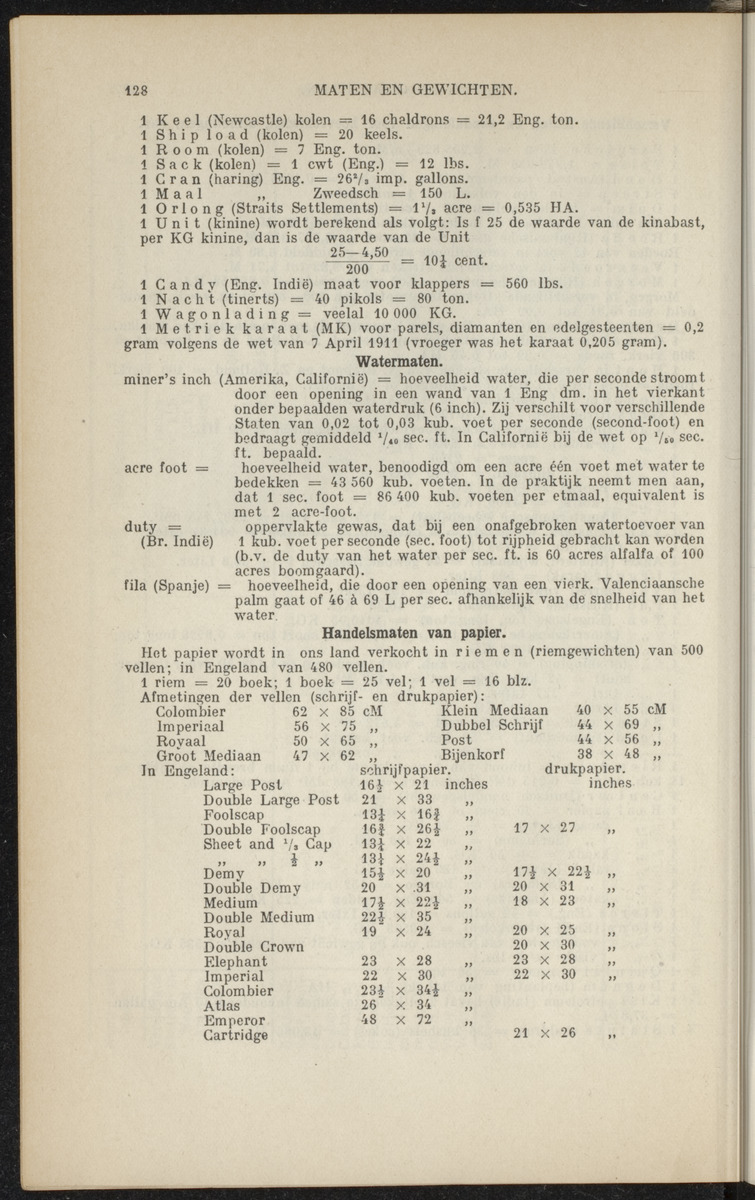 128 MATEN EN GEWICHTEN.
1 Keel (Newcastle) kolen = 16 chaldrons = 21,2 Eng. ton.
1 Ship load (kolen) = 20 keels.
1 Room (kolen) = 7 Eng. ton.
1 Sack (kolen) = 1 cwt (Eng.) = 12 lbs.
1 Cran (haring) Eng. = 26²/₃ imp. gallons.
1 Maal „ Zweedsch = 150 L.
1 Orlong (Straits Settlements) = 1¹/₃ acre = 0,535 HA.
1 Unit (kinine) wordt berekend als volgt: Is f 25 de waarde van de kinabast,
per KG kinine, dan is de waarde van de Unit
25—4,50
200 = 10¼ cent.
1 Candy (Eng. Indië) maat voor klappers = 560 lbs.
1 Nacht (tinerts) = 40 pikols = 80 ton.
1 Wagonlading = veelal 10 000 KG.
1 Metriek karaat (MK) voor parels, diamanten en edelgesteenten = 0,2
gram volgens de wet van 7 April 1911 (vroeger was het karaat 0,205 gram).
Watermaten.
miner's inch (Amerika, Californië) = hoeveelheid water, die per seconde stroomt
door een opening in een wand van 1 Eng dm. in het vierkant
onder bepaalden waterdruk (6 inch). Zij verschilt voor verschillende
Staten van 0,02 tot 0,03 kub. voet per seconde (second-foot) en
bedraagt gemiddeld ¹/₄₀ sec. ft. In Californië bij de wet op ¹/₅₀ sec.
ft. bepaald.
acre foot = hoeveelheid water, benoodigd om een acre één voet met water te
bedekken = 43 560 kub. voeten. In de praktijk neemt men aan,
dat 1 sec. foot = 86 400 kub. voeten per etmaal, equivalent is
met 2 acre-foot.
duty = oppervlakte gewas, dat bij een onafgebroken watertoevoer van
(Br. Indië) 1 kub. voet per seconde (sec. foot) tot rijpheid gebracht kan worden
(b.v. de duty van het water per sec. ft. is 60 acres alfalfa of 100
acres boomgaard).
fila (Spanje) = hoeveelheid, die door een opening van een vierk. Valenciaansche
palm gaat of 46 à 69 L per sec. afhankelijk van de snelheid van het
water.
Handelsmaten van papier.
Het papier wordt in ons land verkocht in riemen (riemgewichten) van 500
vellen; in Engeland van 480 vellen.
1 riem = 20 boek; 1 boek = 25 vel; 1 vel = 16 blz.
Afmetingen der vellen (schrijf- en drukpapier):
Colombier 62 × 85 cM Klein Mediaan 40 × 55 cM
Imperiaal 56 × 75 „ Dubbel Schrijf 44 × 69 „
Royaal 50 × 65 „ Post 44 × 56 „
Groot Mediaan 47 × 62 „ Bijenkorf 38 × 48 „
In Engeland: schrijfpapier. drukpapier.
Large Post 16½ × 21 inches inches
Double Large Post 21 × 33 „
Foolscap 13¼ × 16¾ „
Double Foolscap 16¾ × 26½ „ 17 × 27 „
Sheet and ¹/₃ Cap 13¼ × 22 „
„ „ ½ „ 13¼ × 24½ „
Demy 15½ × 20 „ 17½ × 22½ „
Double Demy 20 × 31 „ 20 × 31 „
Medium 17½ × 22½ „ 18 × 23 „
Double Medium 22½ × 35 „
Royal 19 × 24 „ 20 × 25 „
Double Crown 20 × 30 „
Elephant 23 × 28 „ 23 × 28 „
Imperial 22 × 30 „ 22 × 30 „
Colombier 23½ × 34½ „
Atlas 26 × 34 „
Emperor 48 × 72 „
Cartridge 21 × 26 „